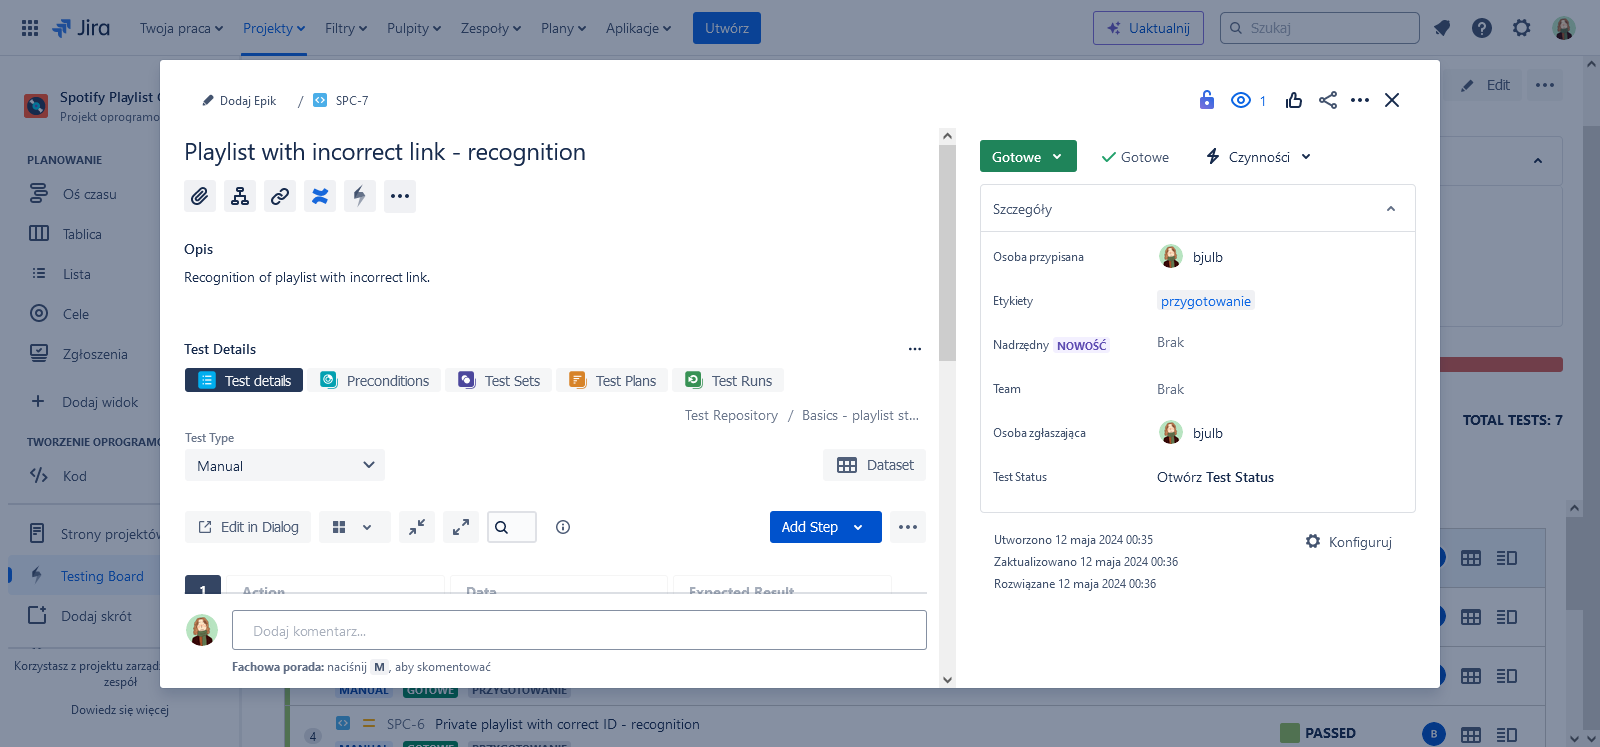 Jira Twoja praca Projekty Filtry Pulpity Zespoły Plany Aplikacje Utwórz Uaktualnij Szukaj
Spotify Playlist
Projekt oprogramo
PLANOWANIE
Oś czasu
Tablica
Lista
Cele
Zgłoszenia
Dodaj widok
TWORZENIE OPROGRAMO
Kod
Strony projektów
Testing Board
Dodaj skrót
Korzystasz z projektu zarządz
zespół
Dowiedz się więcej
Dodaj Epik / SPC-7
1
Playlist with incorrect link - recognition
Opis
Recognition of playlist with incorrect link.
Test Details
Test details Preconditions Test Sets Test Plans Test Runs
Test Repository / Basics - playlist st...
Test Type
Manual
Dataset
Edit in Dialog
Add Step
1 Action Data Expected Result
Dodaj komentarz...
Fachowa porada: naciśnij M, aby skomentować
Gotowe Gotowe Czynności
Szczegóły
Osoba przypisana bjulb
Etykiety przygotowanie
Nadrzędny NOWOŚĆ Brak
Team Brak
Osoba zgłaszająca bjulb
Test Status Otwórz Test Status
Utworzono 12 maja 2024 00:35
Zaktualizowano 12 maja 2024 00:36
Rozwiązane 12 maja 2024 00:36
Konfiguruj
Edit
TOTAL TESTS: 7
MANUAL GOTOWE PRZYGOTOWANIE
4 SPC-6 Private playlist with correct ID - recognition PASSED B
MANUAL GOTOWE PRZYGOTOWANIE